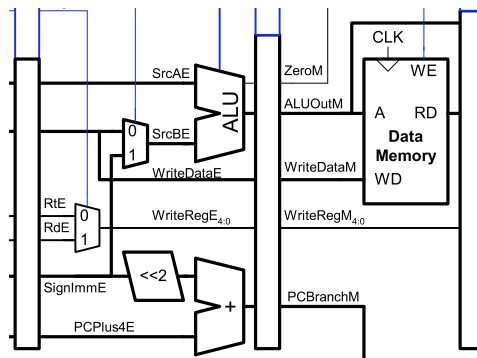 CLK
SrcAE
ZeroM
WE
ALU
ALUOutM
A
RD
0
SrcBE
1
Data
Memory
WriteDataE
WriteDataM
WD
RtE
0
WriteRegE4:0
WriteRegM4:0
RdE
1
<<2
SignImmE
+
PCBranchM
PCPlus4E